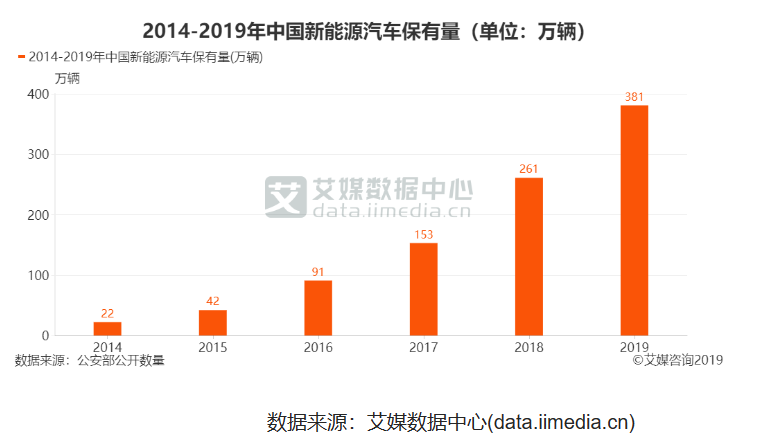 2014-2019年中国新能源汽车保有量（单位：万辆）
2014-2019年中国新能源汽车保有量(万辆)
万辆
400
381
300
261
艾 艾媒数据中心
data.iimedia.cn
200
153
100
91
42
22
0
2014 2015 2016 2017 2018 2019
数据来源：公安部公开数量 ©艾媒咨询2019
数据来源：艾媒数据中心(data.iimedia.cn)